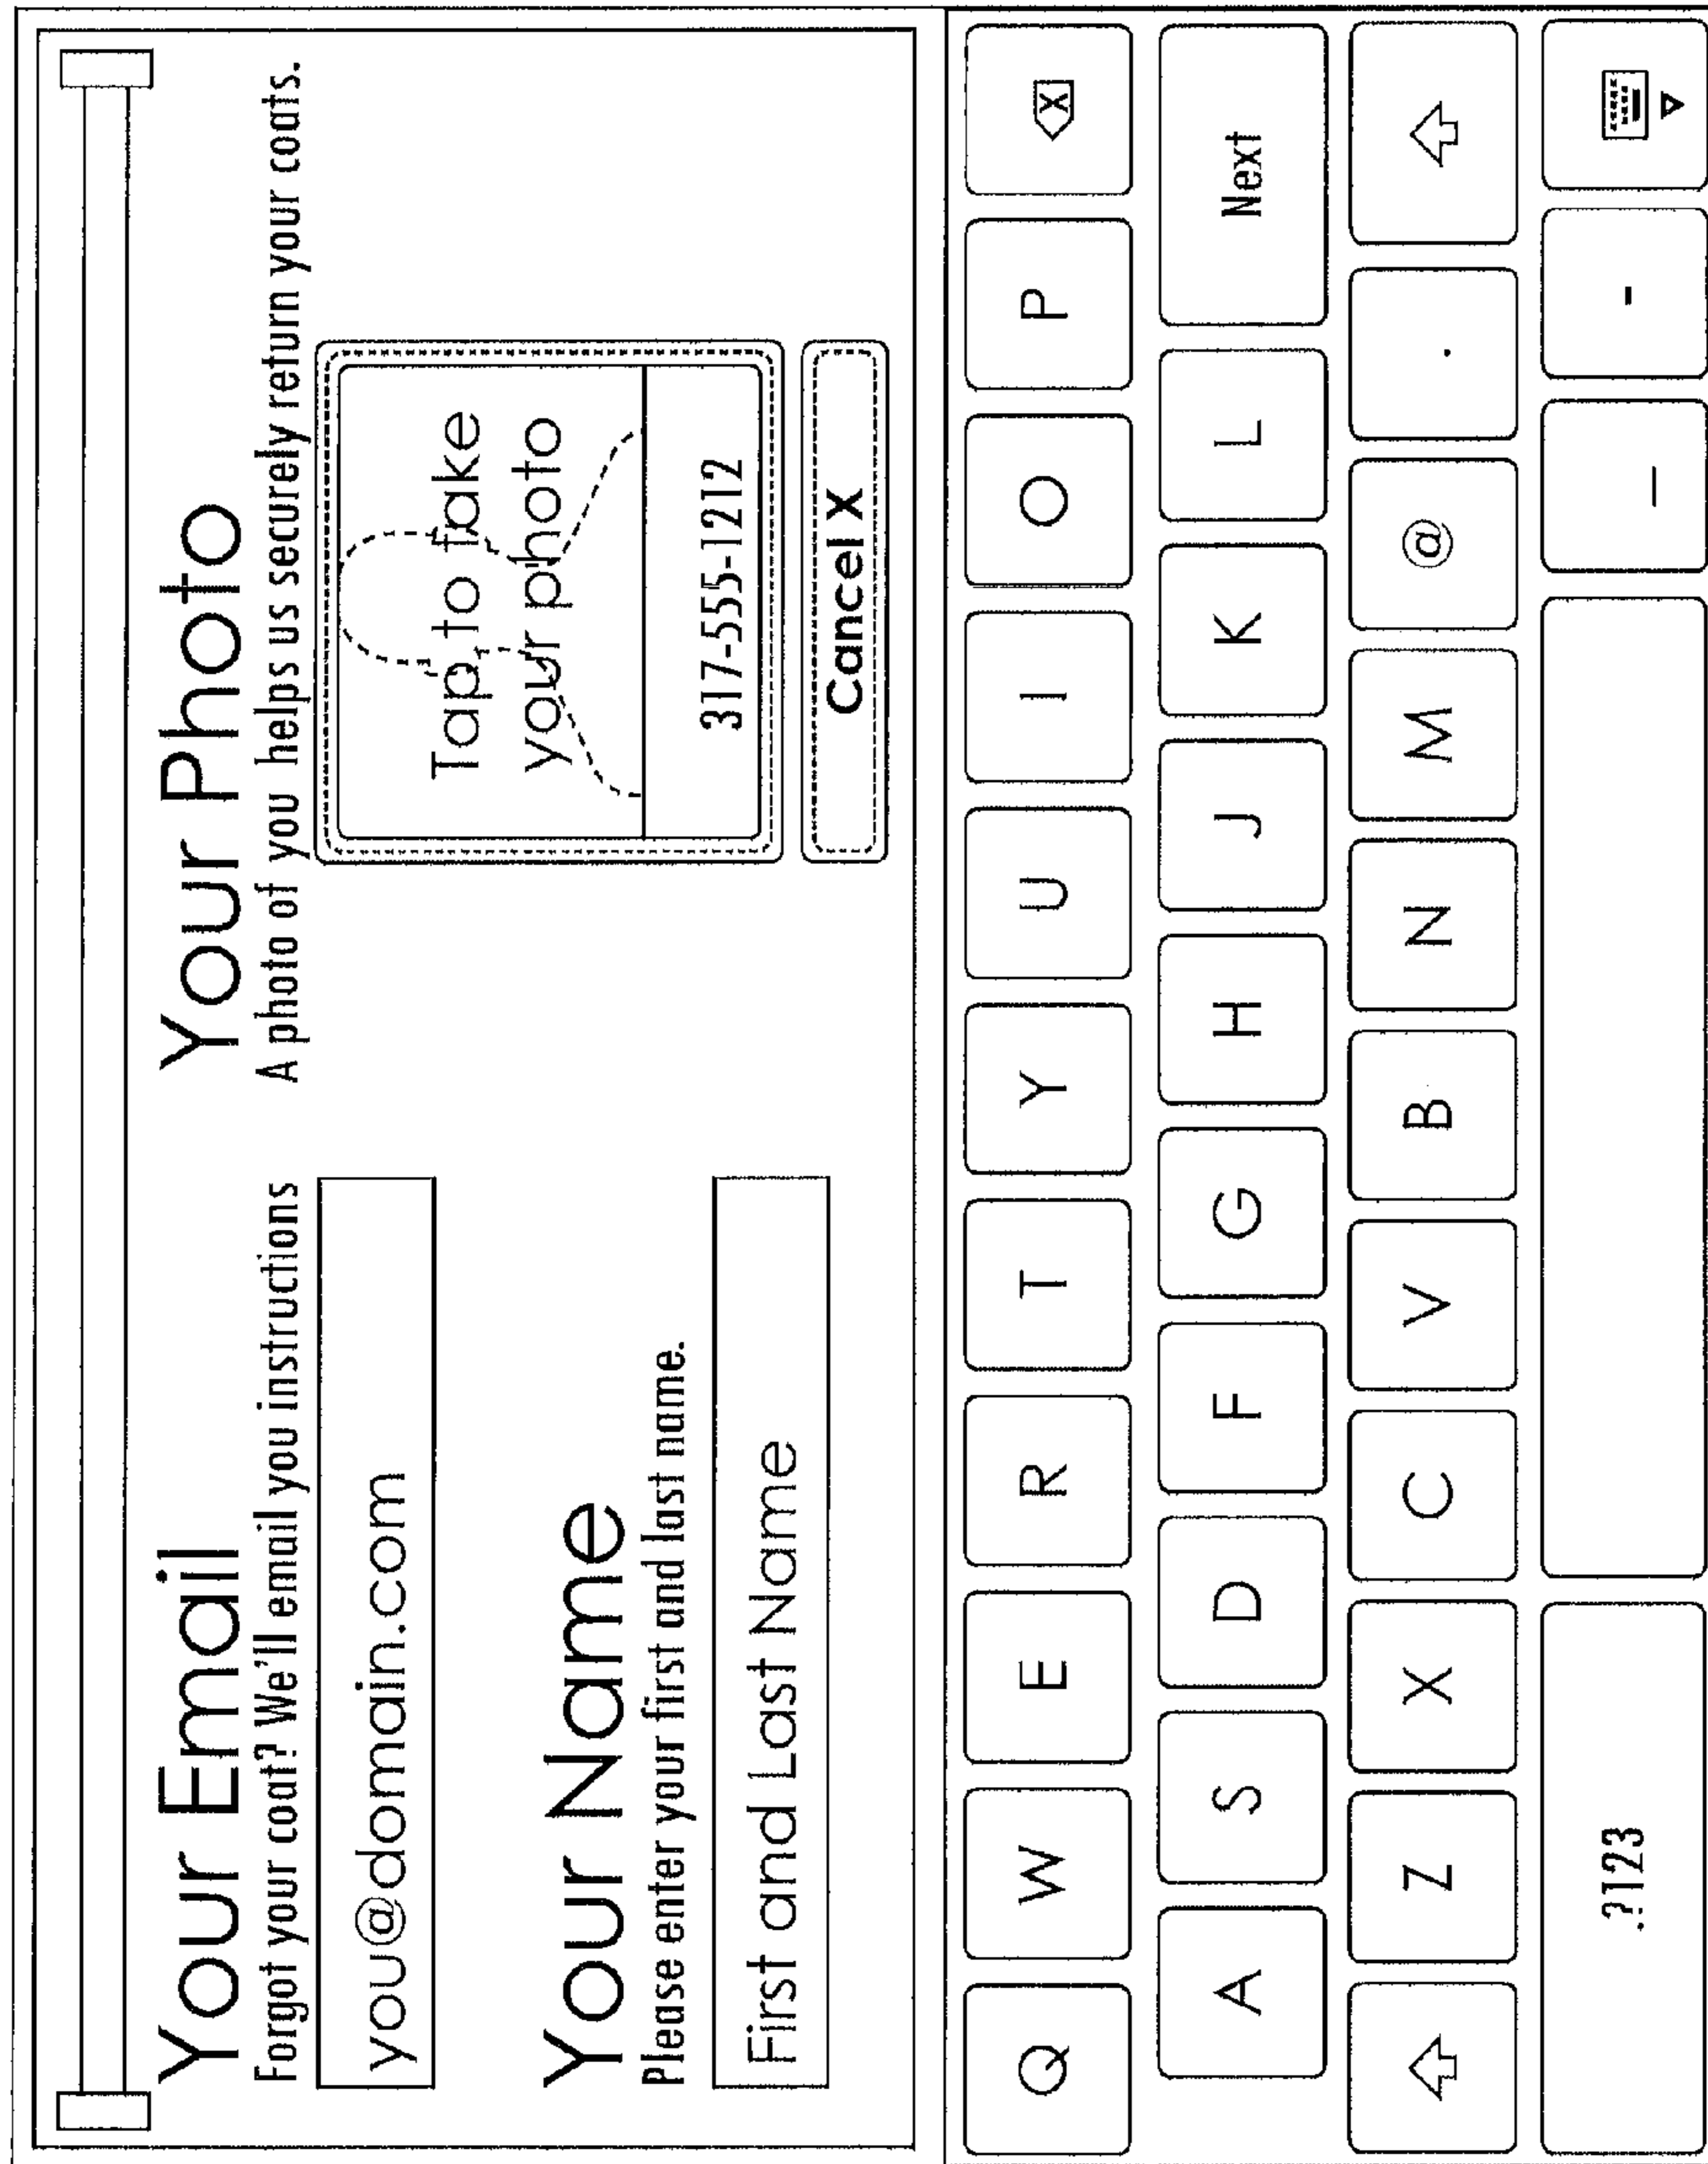 Your Email
Forgot your coat? We'll email you instructions
you@domain.com
Your Name
Please enter your first and last name.
First and Last Name
Your Photo
A photo of you helps us securely return your coats.
Tap to take
your photo
317-555-1212
Cancel X
Q W E R T Y U I O P X
A S D F G H J K L Next
Z X C V B N M @ .
.?123 _ -